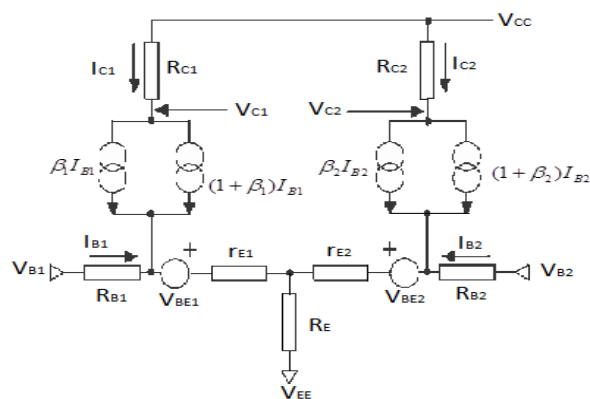 VCC
IC1
RC1
RC2
IC2
VC1
VC2
β1IB1
(1 + β1)IB1
β2IB2
(1 + β2)IB2
IB1
+
rE1
rE2
+
IB2
VB1
RB1
VBE1
VBE2
RB2
VB2
RE
VEE